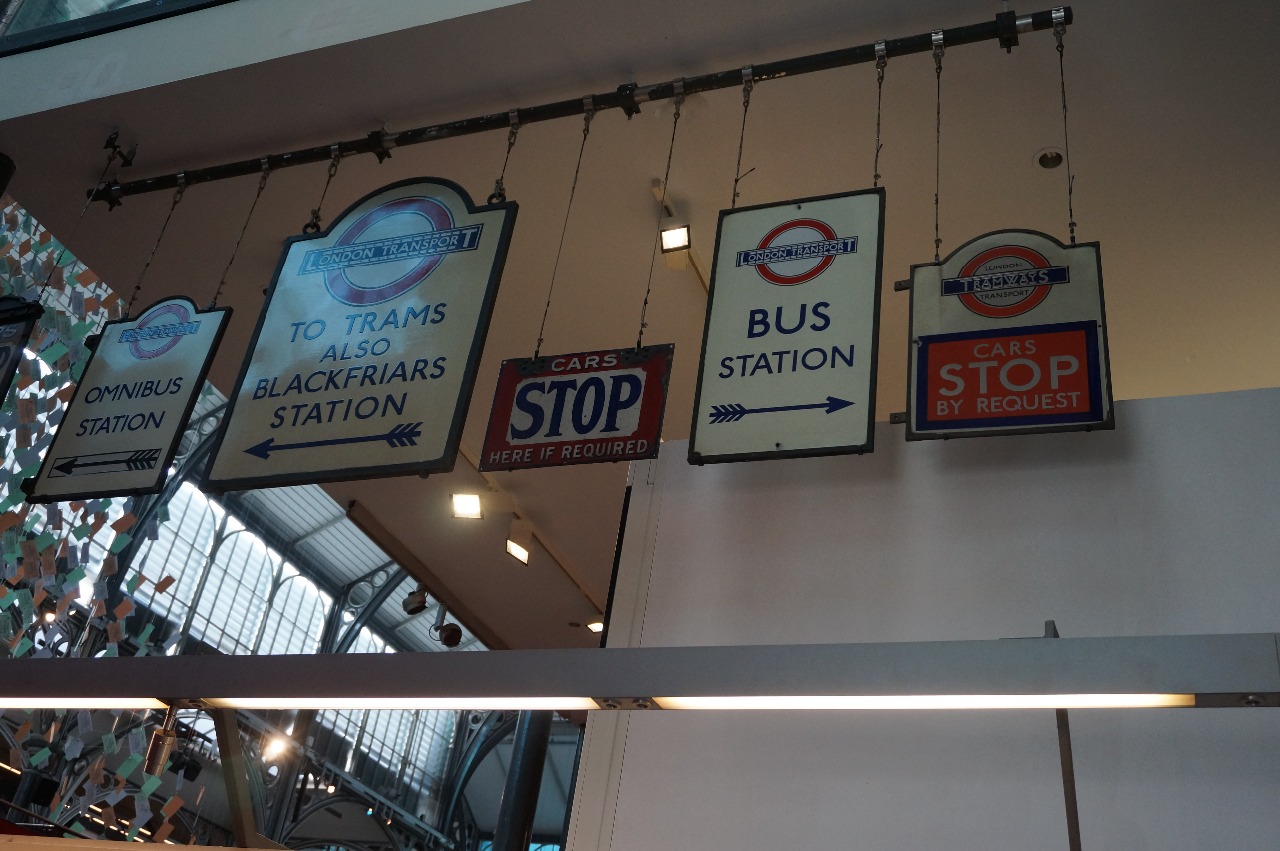 OMNIBUS
STATION
LONDON TRANSPORT
TO TRAMS
ALSO
BLACKFRIARS
STATION
CARS
STOP
HERE IF REQUIRED
LONDON TRANSPORT
BUS
STATION
LONDON
TRAMWAYS
TRANSPORT
CARS
STOP
BY REQUEST